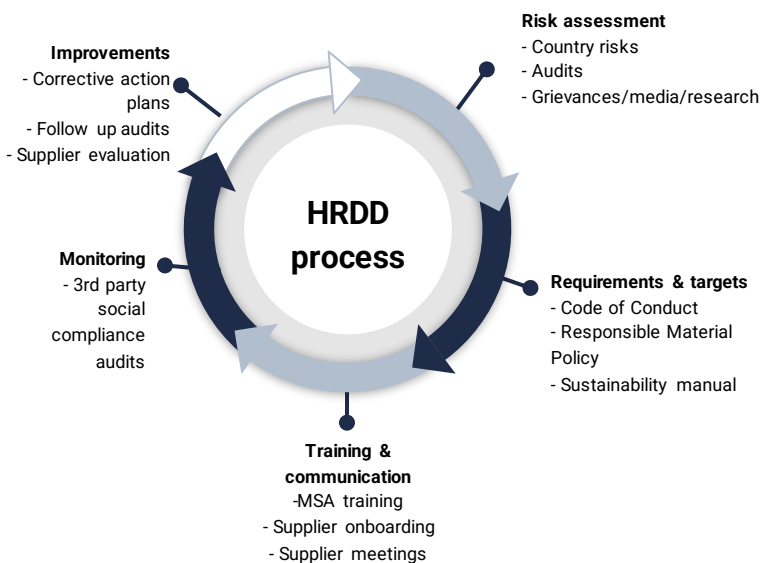 HRDD
process
Risk assessment
- Country risks
- Audits
- Grievances/media/research
Requirements & targets
- Code of Conduct
- Responsible Material
Policy
- Sustainability manual
Training &
communication
-MSA training
- Supplier onboarding
- Supplier meetings
Monitoring
- 3rd party
social
compliance
audits
Improvements
- Corrective action
plans
- Follow up audits
- Supplier evaluation